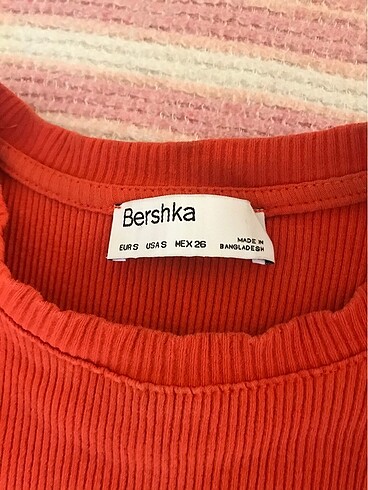 Bershka
EUR S USA S MEX 26
MADE IN
BANGLADESH